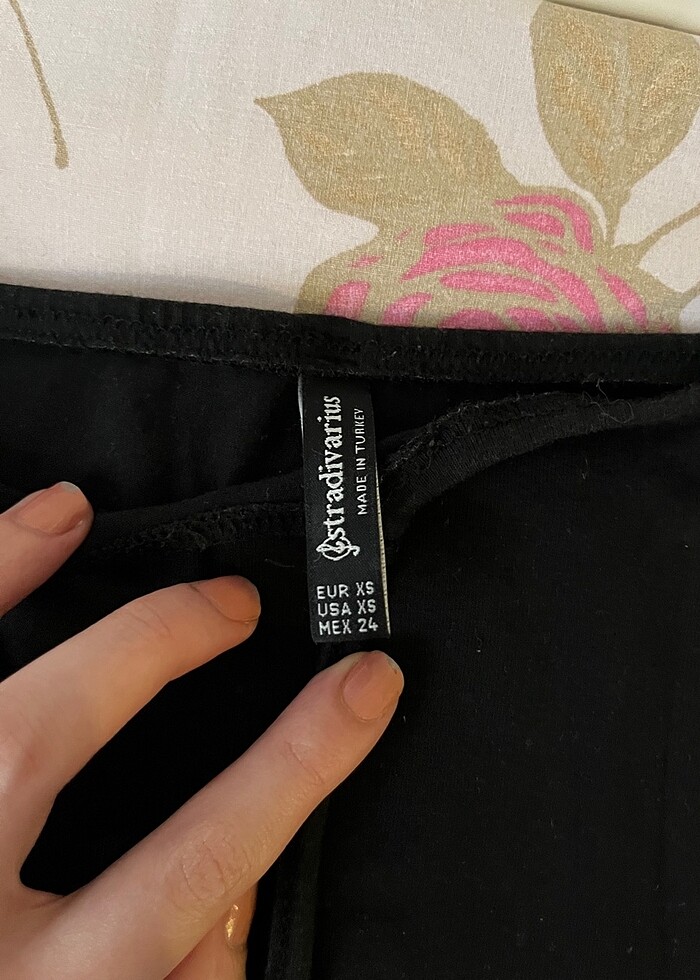 stradivarius
MADE IN TURKEY
EUR XS
USA XS
MEX 24